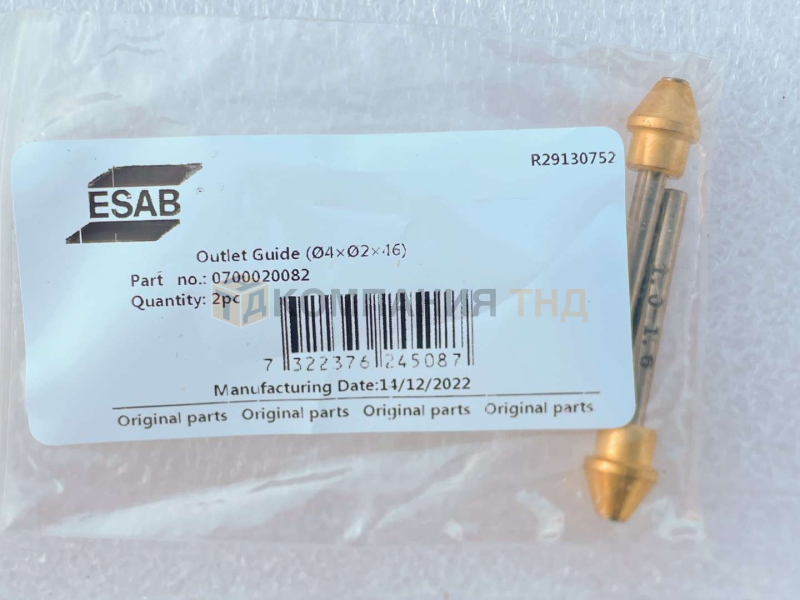 R29130752
ESAB
Outlet Guide (Ø4×Ø2×46)
Part no.: 0700020082
Quantity: 2pc
КОМПАНИЯ ТНД
7 322376 245087
Manufacturing Date:14/12/2022
Original parts Original parts Original parts Original parts
1.0-1.6